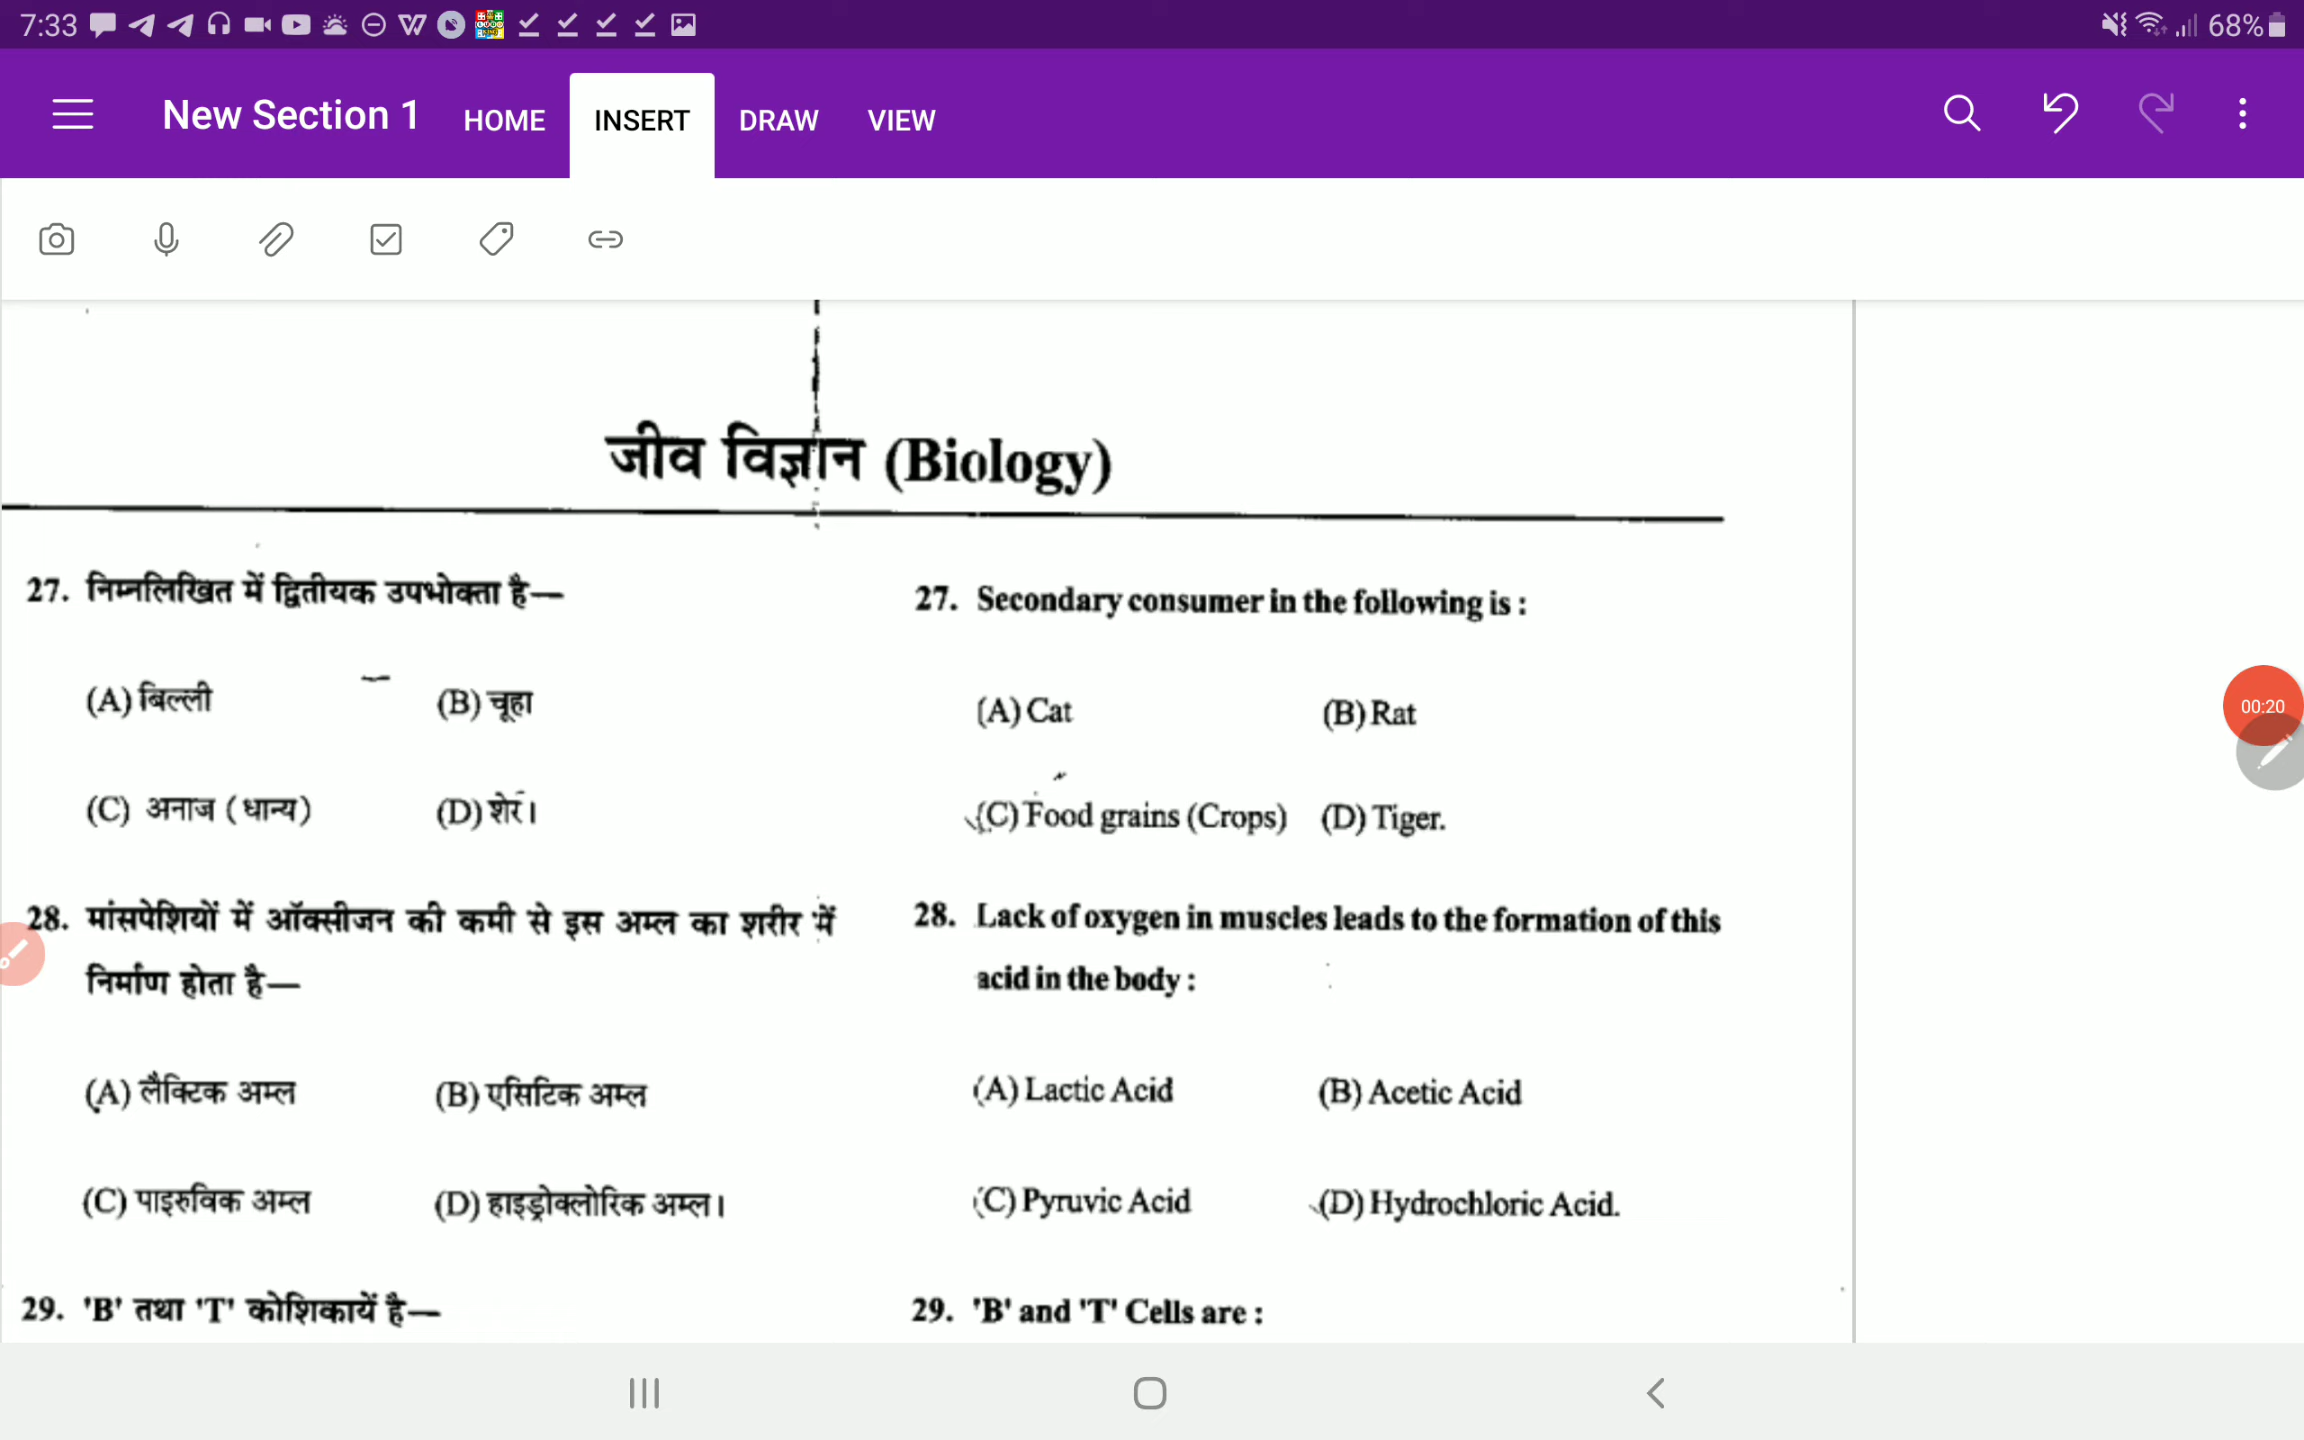 7:33
68%
New Section 1 HOME INSERT DRAW VIEW
जीव विज्ञान (Biology)
27. निम्नलिखित में द्वितीयक उपभोक्ता है—
(A) बिल्ली (B) चूहा
(C) अनाज ( धान्य ) (D) शेर।
28. मांसपेशियों में ऑक्सीजन की कमी से इस अम्ल का शरीर में
निर्माण होता है—
(A) लैक्टिक अम्ल (B) एसिटिक अम्ल
(C) पाइरुविक अम्ल (D) हाइड्रोक्लोरिक अम्ल।
29. 'B' तथा 'T' कोशिकायें है—
27. Secondary consumer in the following is :
(A) Cat (B) Rat
(C) Food grains (Crops) (D) Tiger.
28. Lack of oxygen in muscles leads to the formation of this
acid in the body :
(A) Lactic Acid (B) Acetic Acid
(C) Pyruvic Acid (D) Hydrochloric Acid.
29. 'B' and 'T' Cells are :
00:20